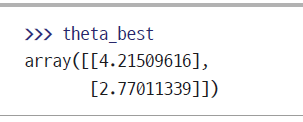 >>> theta_best
array([[4.21509616],
       [2.77011339]])